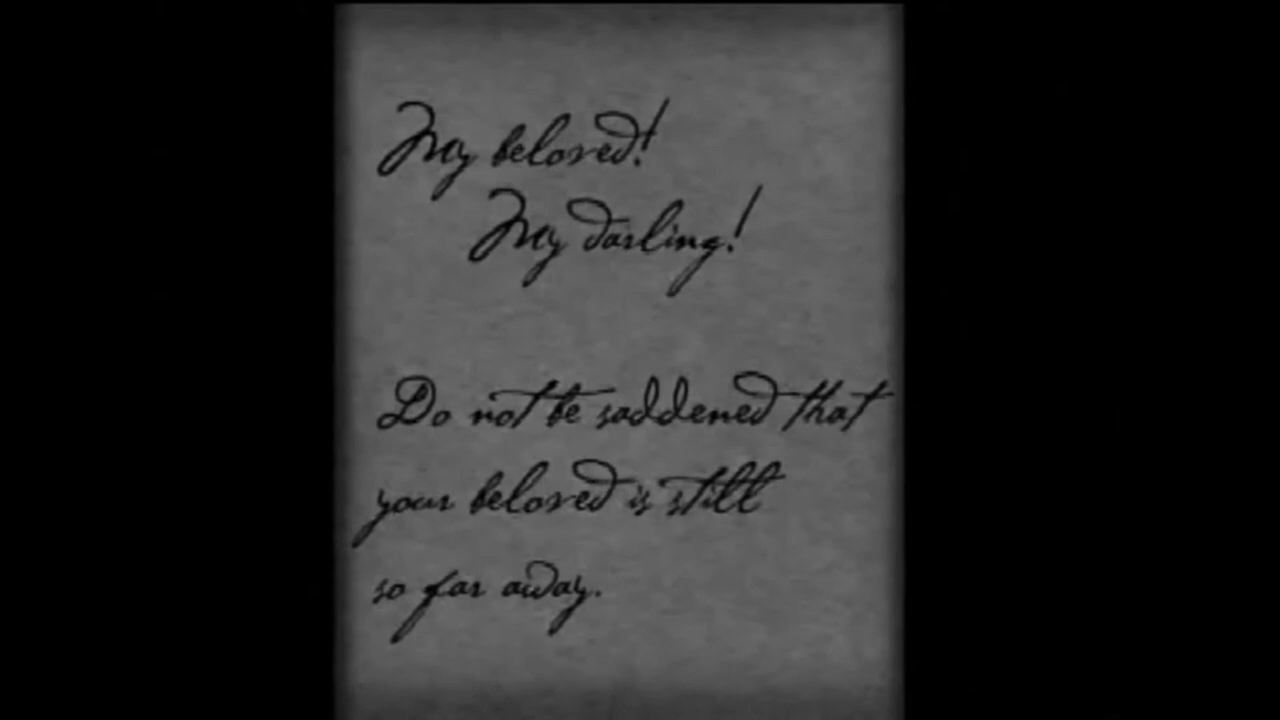 My beloved!
My darling!
Do not be saddened that
your beloved is still
so far away.